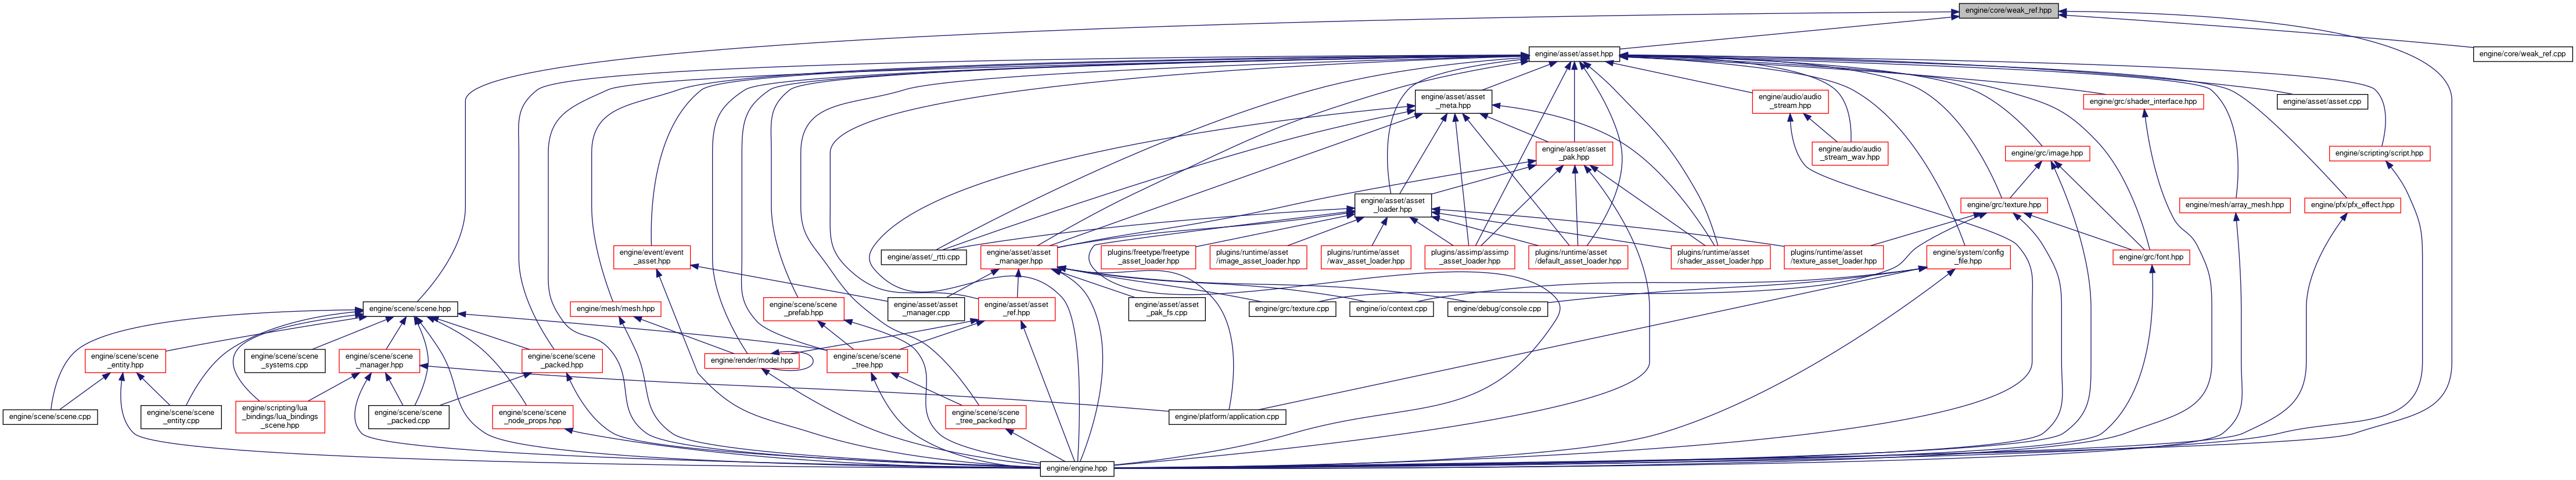 engine/core/weak_ref.hpp
engine/asset/asset.hpp
engine/core/weak_ref.cpp
engine/asset/asset
_meta.hpp
engine/audio/audio
_stream.hpp
engine/grc/shader_interface.hpp
engine/asset/asset.cpp
engine/asset/asset
_pak.hpp
engine/audio/audio
_stream_wav.hpp
engine/grc/image.hpp
engine/scripting/script.hpp
engine/asset/asset
_loader.hpp
engine/grc/texture.hpp
engine/mesh/array_mesh.hpp
engine/pfx/pfx_effect.hpp
engine/event/event
_asset.hpp
engine/asset/_rtti.cpp
engine/asset/asset
_manager.hpp
plugins/freetype/freetype
_asset_loader.hpp
plugins/runtime/asset
/image_asset_loader.hpp
plugins/runtime/asset
/wav_asset_loader.hpp
plugins/assimp/assimp
_asset_loader.hpp
plugins/runtime/asset
/default_asset_loader.hpp
plugins/runtime/asset
/shader_asset_loader.hpp
plugins/runtime/asset
/texture_asset_loader.hpp
engine/system/config
_file.hpp
engine/grc/font.hpp
engine/scene/scene.hpp
engine/mesh/mesh.hpp
engine/scene/scene
_prefab.hpp
engine/asset/asset
_manager.cpp
engine/asset/asset
_ref.hpp
engine/asset/asset
_pak_fs.cpp
engine/grc/texture.cpp
engine/io/context.cpp
engine/debug/console.cpp
engine/scene/scene
_entity.hpp
engine/scene/scene
_systems.cpp
engine/scene/scene
_manager.hpp
engine/scene/scene
_packed.hpp
engine/render/model.hpp
engine/scene/scene
_tree.hpp
engine/scene/scene.cpp
engine/scene/scene
_entity.cpp
engine/scripting/lua
_bindings/lua_bindings
_scene.hpp
engine/scene/scene
_packed.cpp
engine/scene/scene
_node_props.hpp
engine/scene/scene
_tree_packed.hpp
engine/platform/application.cpp
engine/engine.hpp